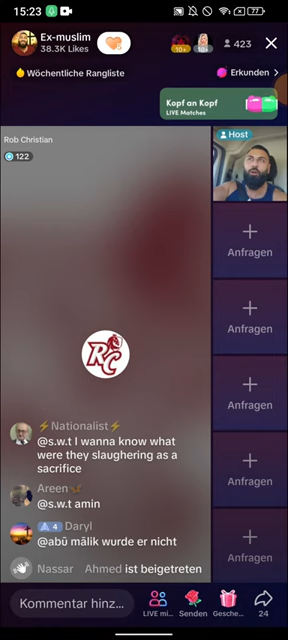 15:23
77
Ex-muslim
38.3K Likes
10+
10+
423
Wöchentliche Rangliste
Erkunden >
Kopf an Kopf
LIVE Matches
Rob Christian
122
Host
RC
Anfragen
Anfragen
Anfragen
Anfragen
Anfragen
⚡Nationalist⚡
@s.w.t I wanna know what
were they slaughering as a
sacrifice
Areen
@s.w.t amin
4 Daryl
@abū mālik wurde er nicht
Nassar Ahmed ist beigetreten
Kommentar hinz...
LIVE mi...
Senden
Gesche...
24